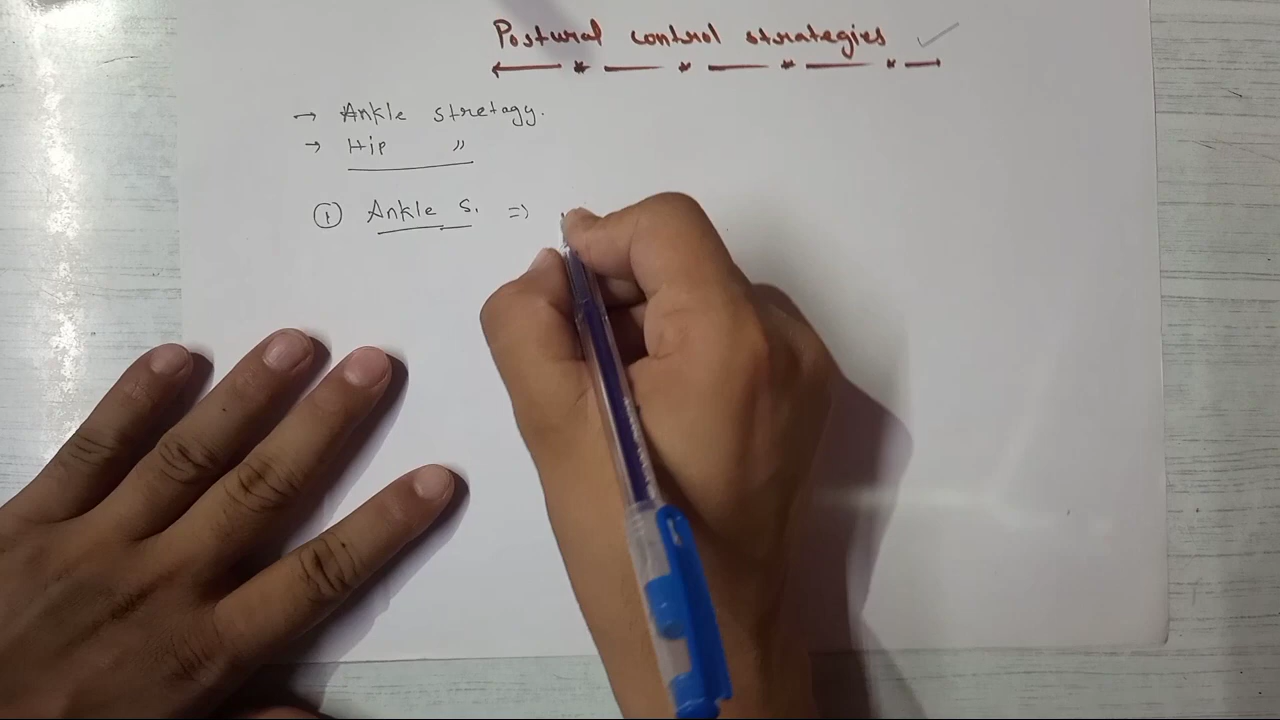 Postural control strategies ✓
→ Ankle stretagy.
→ Hip "
① Ankle S. ⇒